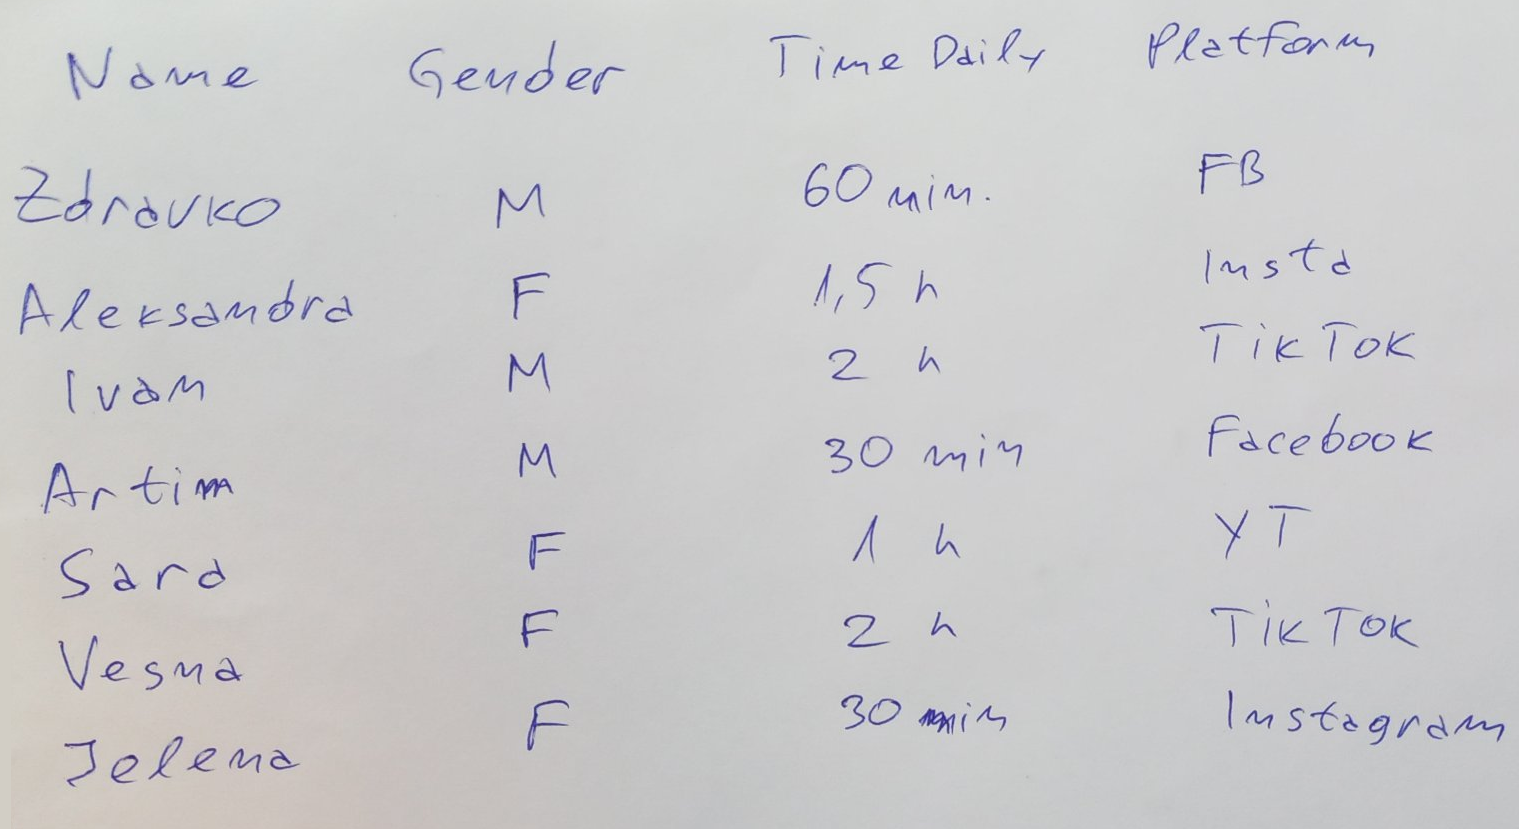 Name Gender Time Daily Platform
Zdravko M 60 min. FB
Aleksandra F 1,5 h Insta
Ivan M 2 h TikTok
Artim M 30 min Facebook
Sara F 1 h YT
Vesna F 2 h TikTok
Jelena F 30 min Instagram